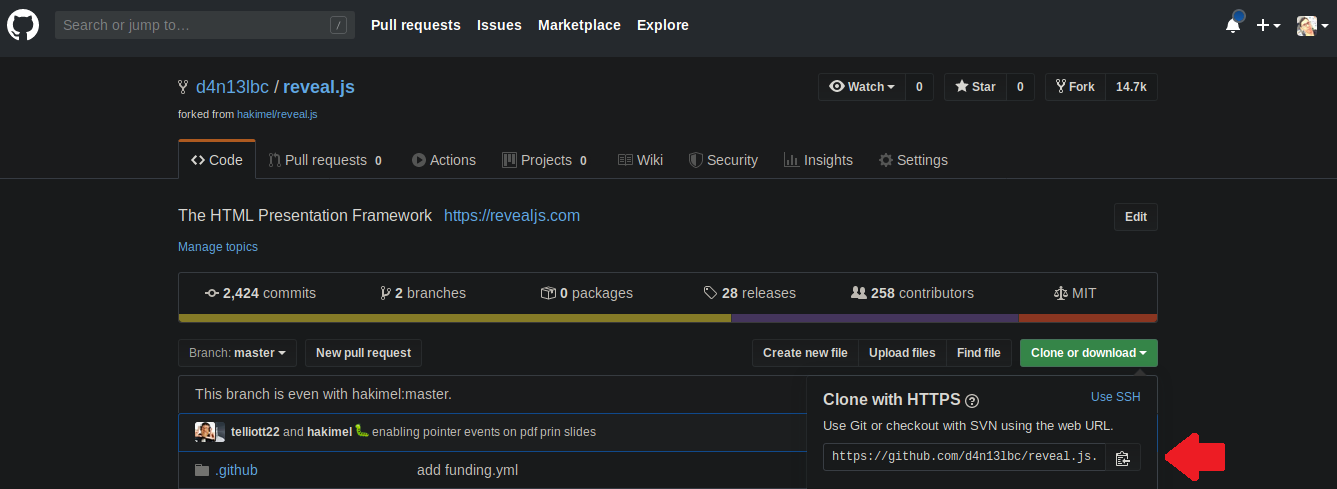 Search or jump to… / Pull requests Issues Marketplace Explore
d4n13lbc / reveal.js Watch 0 Star 0 Fork 14.7k
forked from hakimel/reveal.js
Code Pull requests 0 Actions Projects 0 Wiki Security Insights Settings
The HTML Presentation Framework https://revealjs.com Edit
Manage topics
2,424 commits 2 branches 0 packages 28 releases 258 contributors MIT
Branch: master New pull request Create new file Upload files Find file Clone or download
This branch is even with hakimel:master.
Clone with HTTPS ? Use SSH
Use Git or checkout with SVN using the web URL.
https://github.com/d4n13lbc/reveal.js.
telliott22 and hakimel enabling pointer events on pdf prin slides
.github add funding.yml